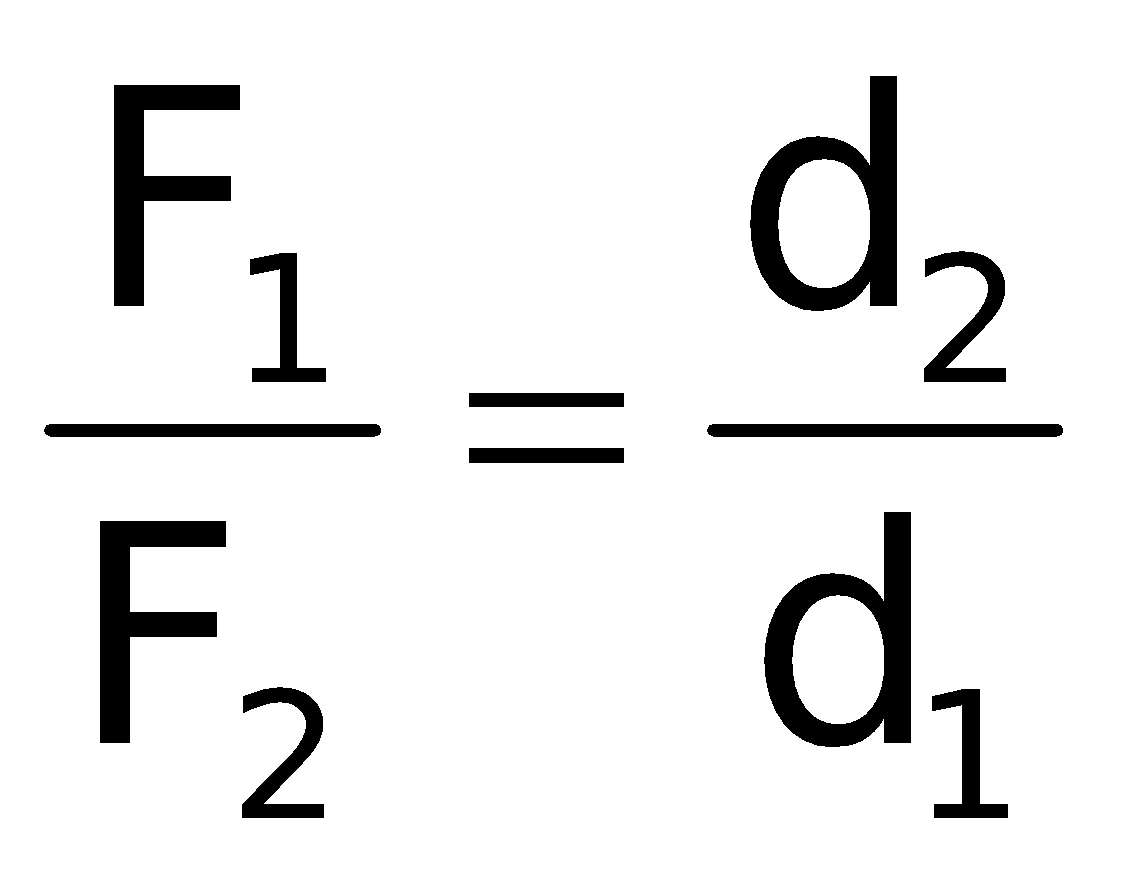 F₁ = d₂
F₂ d₁